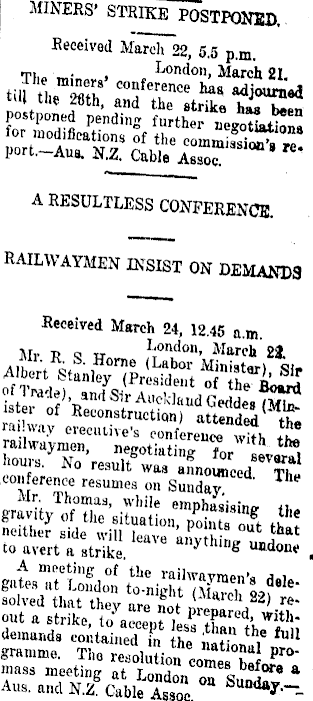 MINERS' STRIKE POSTPONED.
Received March 22, 5.5 p.m.
London, March 21.
The miners' conference has adjourned
till the 26th, and the strike has been
postponed pending further negotiations
for modifications of the commission's re-
port.—Aus. N.Z. Cable Assoc.
A RESULTLESS CONFERENCE.
RAILWAYMEN INSIST ON DEMANDS
Received March 24, 12.45 a.m.
London, March 22.
Mr. R. S. Horne (Labor Minister), Sir
Albert Stanley (President of the Board
of Trade), and Sir Auckland Geddes (Min-
ister of Reconstruction) attended the
railway executive's conference with the
railwaymen, negotiating for several
hours. No result was announced. The
conference resumes on Sunday.
Mr. Thomas, while emphasising the
gravity of the situation, points out that
neither side will leave anything undone
to avert a strike.
A meeting of the railwaymen's dele-
gates at London to-night (March 22) re-
solved that they are not prepared, with-
out a strike, to accept less than the full
demands contained in the national pro-
gramme. The resolution comes before a
mass meeting at London on Sunday.—
Aus. and N.Z. Cable Assoc.